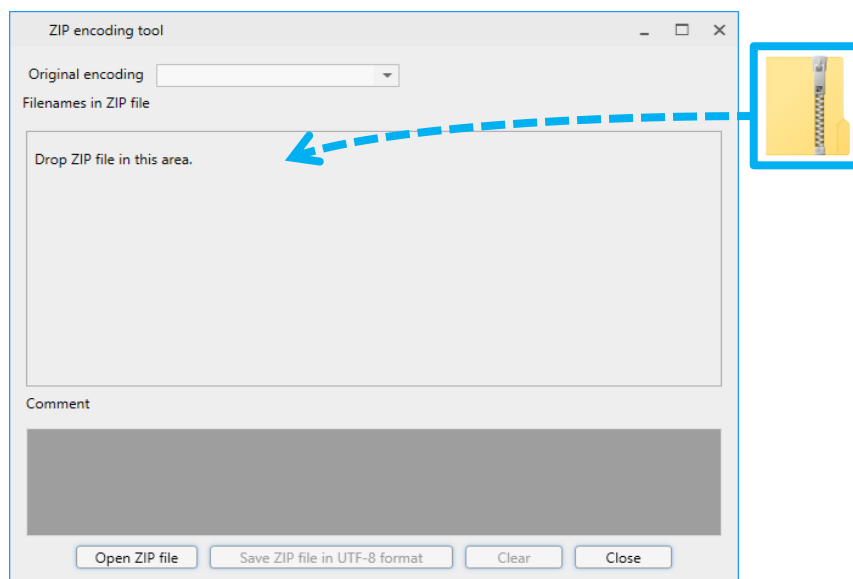 ZIP encoding tool
Original encoding
Filenames in ZIP file
Drop ZIP file in this area.
Comment
Open ZIP file Save ZIP file in UTF-8 format Clear Close